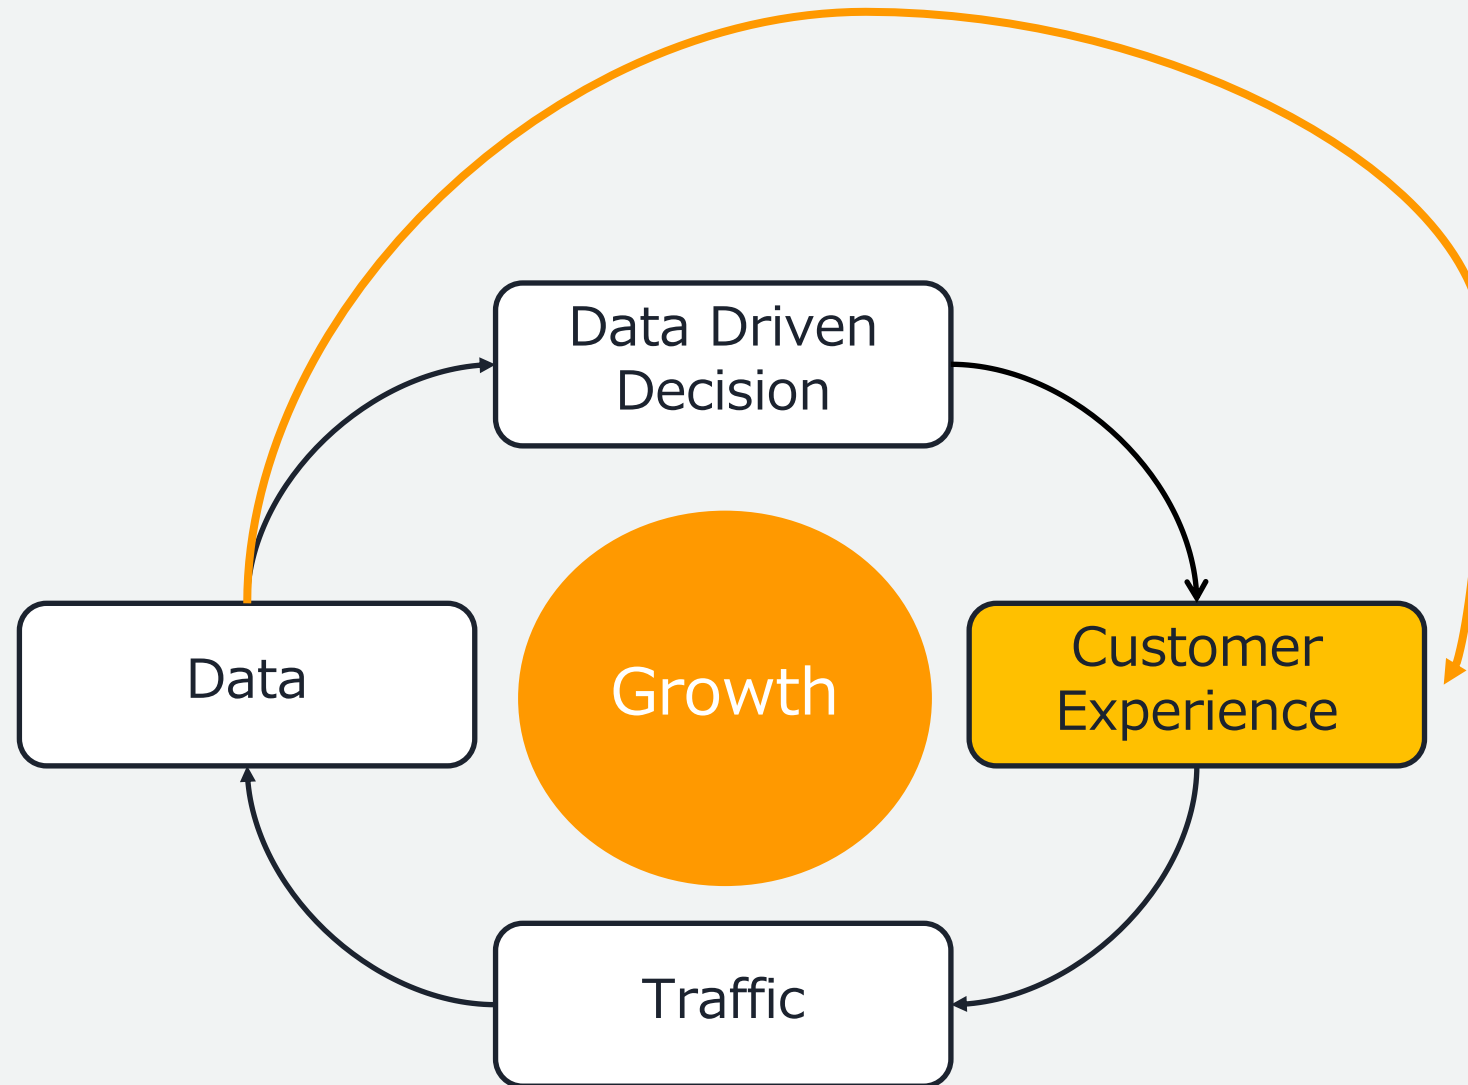 Data Driven
Decision
Data
Growth
Customer
Experience
Traffic